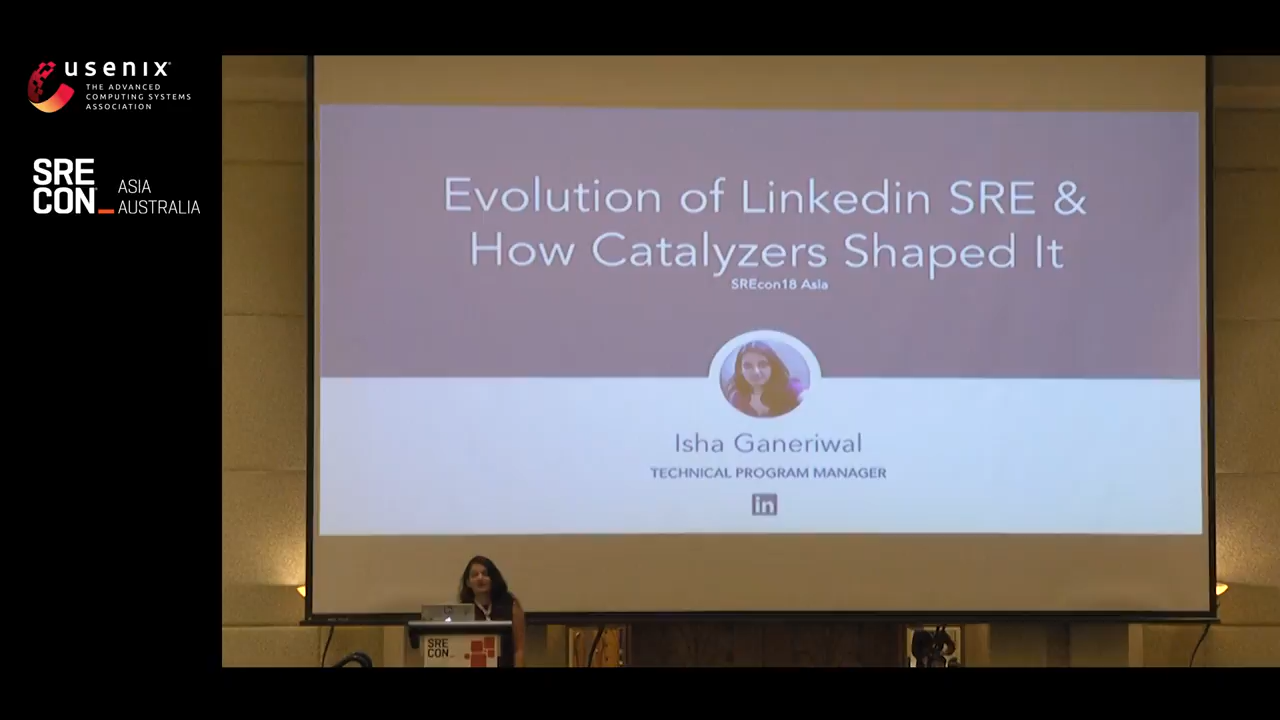 usenix
THE ADVANCED
COMPUTING SYSTEMS
ASSOCIATION
SRE
CON
ASIA
AUSTRALIA
Evolution of Linkedin SRE &
How Catalyzers Shaped It
SREcon18 Asia
Isha Ganeriwal
TECHNICAL PROGRAM MANAGER
in
SRE
CON